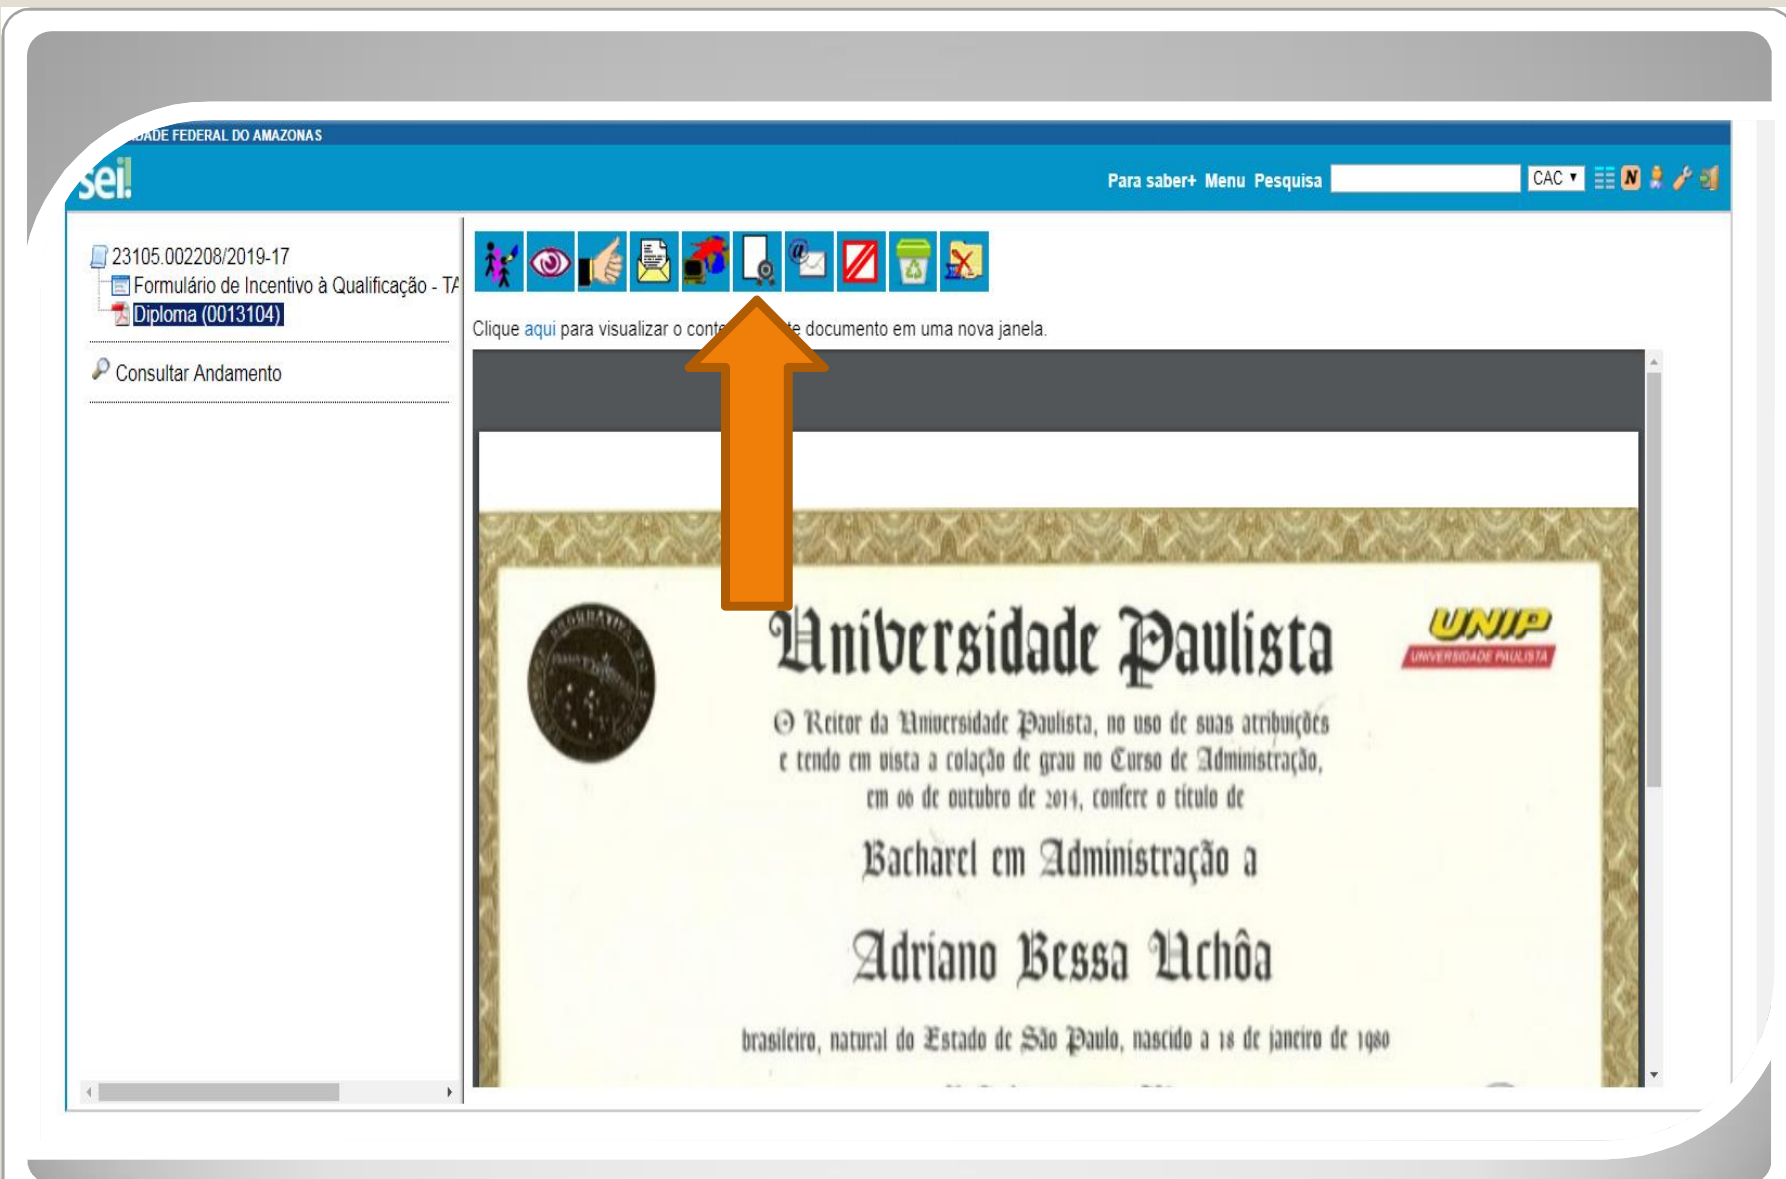 DADE FEDERAL DO AMAZONAS
sei!
Para saber+ Menu Pesquisa
CAC
N
23105.002208/2019-17
Formulário de Incentivo à Qualificação - TA
Diploma (0013104)
Consultar Andamento
Clique aqui para visualizar o conte te documento em uma nova janela.
Universidade Paulista
UNIP
UNIVERSIDADE PAULISTA
O Reitor da Universidade Paulista, no uso de suas atribuições
e tendo em vista a colação de grau no Curso de Administração,
em 06 de outubro de 2014, confere o título de
Bacharel em Administração a
Adriano Bessa Uchôa
brasileiro, natural do Estado de São Paulo, nascido a 18 de janeiro de 1980